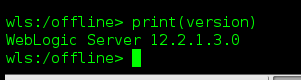 wls:/offline> print(version)
WebLogic Server 12.2.1.3.0
wls:/offline>